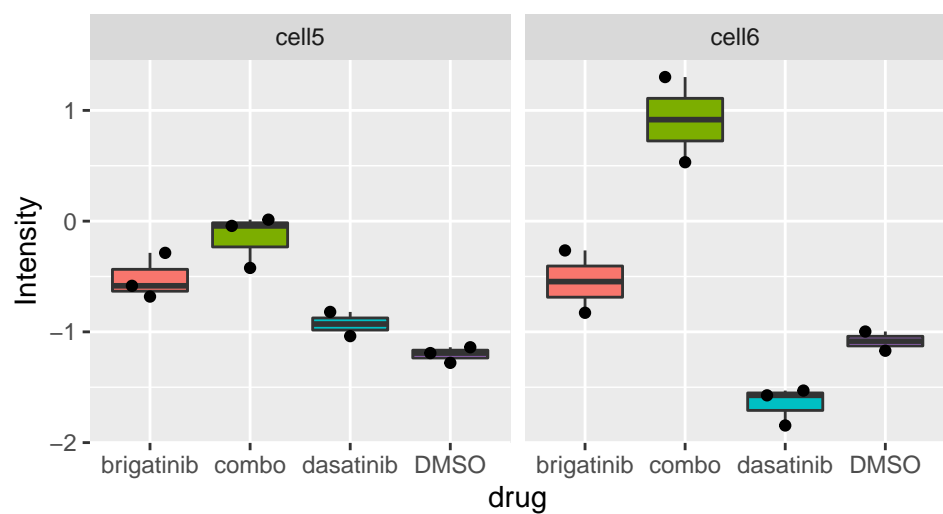 cell5 cell6
Intensity
1
0
−1
−2
brigatinib combo dasatinib DMSO brigatinib combo dasatinib DMSO
drug